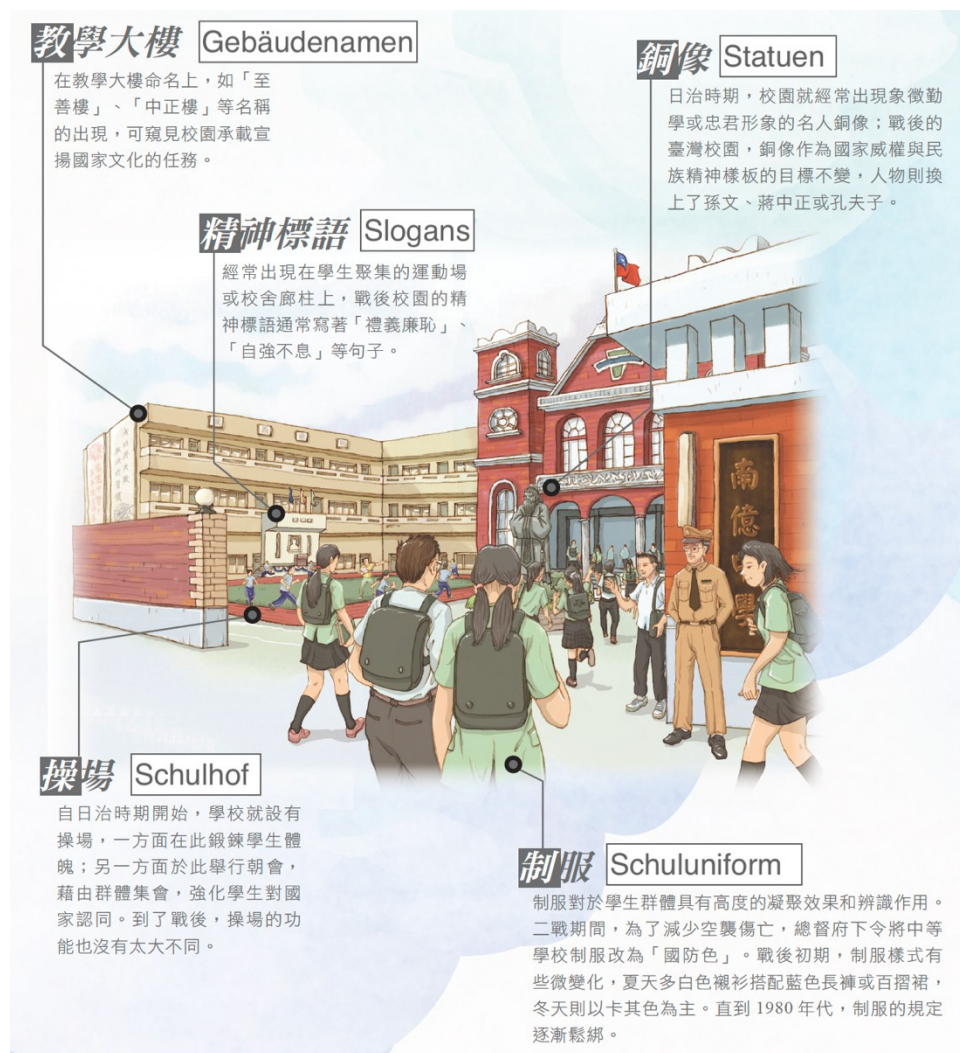 教學大樓 Gebäudenamen
在教學大樓命名上，如「至
善樓」、「中正樓」等名稱
的出現，可窺見校園承載宣
揚國家文化的任務。
銅像 Statuen
日治時期，校園就經常出現象徵勤
學或忠君形象的名人銅像；戰後的
臺灣校園，銅像作為國家威權與民
族精神樣板的目標不變，人物則換
上了孫文、蔣中正或孔夫子。
精神標語 Slogans
經常出現在學生聚集的運動場
或校舍廊柱上，戰後校園的精
神標語通常寫著「禮義廉恥」、
「自強不息」等句子。
南億
學
操場 Schulhof
自日治時期開始，學校就設有
操場，一方面在此鍛鍊學生體
魄；另一方面於此舉行朝會，
藉由群體集會，強化學生對國
家認同。到了戰後，操場的功
能也沒有太大不同。
制服 Schuluniform
制服對於學生群體具有高度的凝聚效果和辨識作用。
二戰期間，為了減少空襲傷亡，總督府下令將中等
學校制服改為「國防色」。戰後初期，制服樣式有
些微變化，夏天多白色襯衫搭配藍色長褲或百摺裙，
冬天則以卡其色為主。直到 1980 年代，制服的規定
逐漸鬆綁。